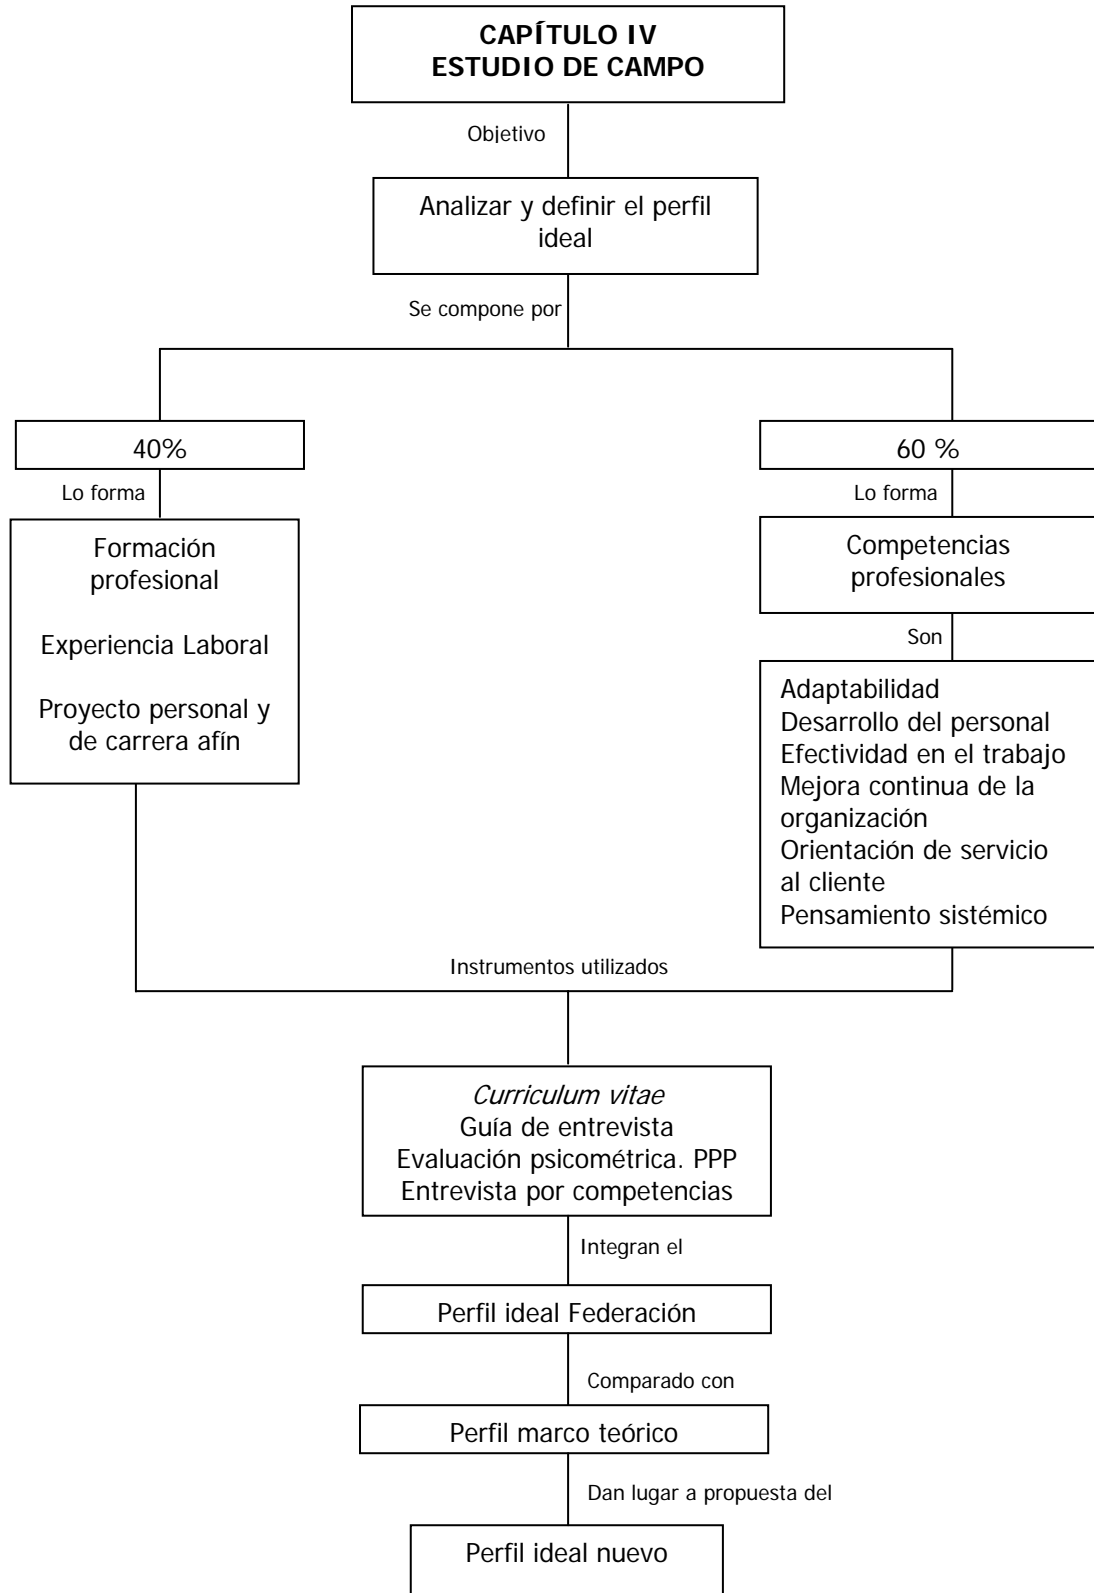 CAPÍTULO IV
ESTUDIO DE CAMPO
Objetivo
Analizar y definir el perfil
ideal
Se compone por
40%
60 %
Lo forma
Lo forma
Formación
profesional
Experiencia Laboral
Proyecto personal y
de carrera afín
Competencias
profesionales
Son
Adaptabilidad
Desarrollo del personal
Efectividad en el trabajo
Mejora continua de la
organización
Orientación de servicio
al cliente
Pensamiento sistémico
Instrumentos utilizados
Curriculum vitae
Guía de entrevista
Evaluación psicométrica. PPP
Entrevista por competencias
Integran el
Perfil ideal Federación
Comparado con
Perfil marco teórico
Dan lugar a propuesta del
Perfil ideal nuevo